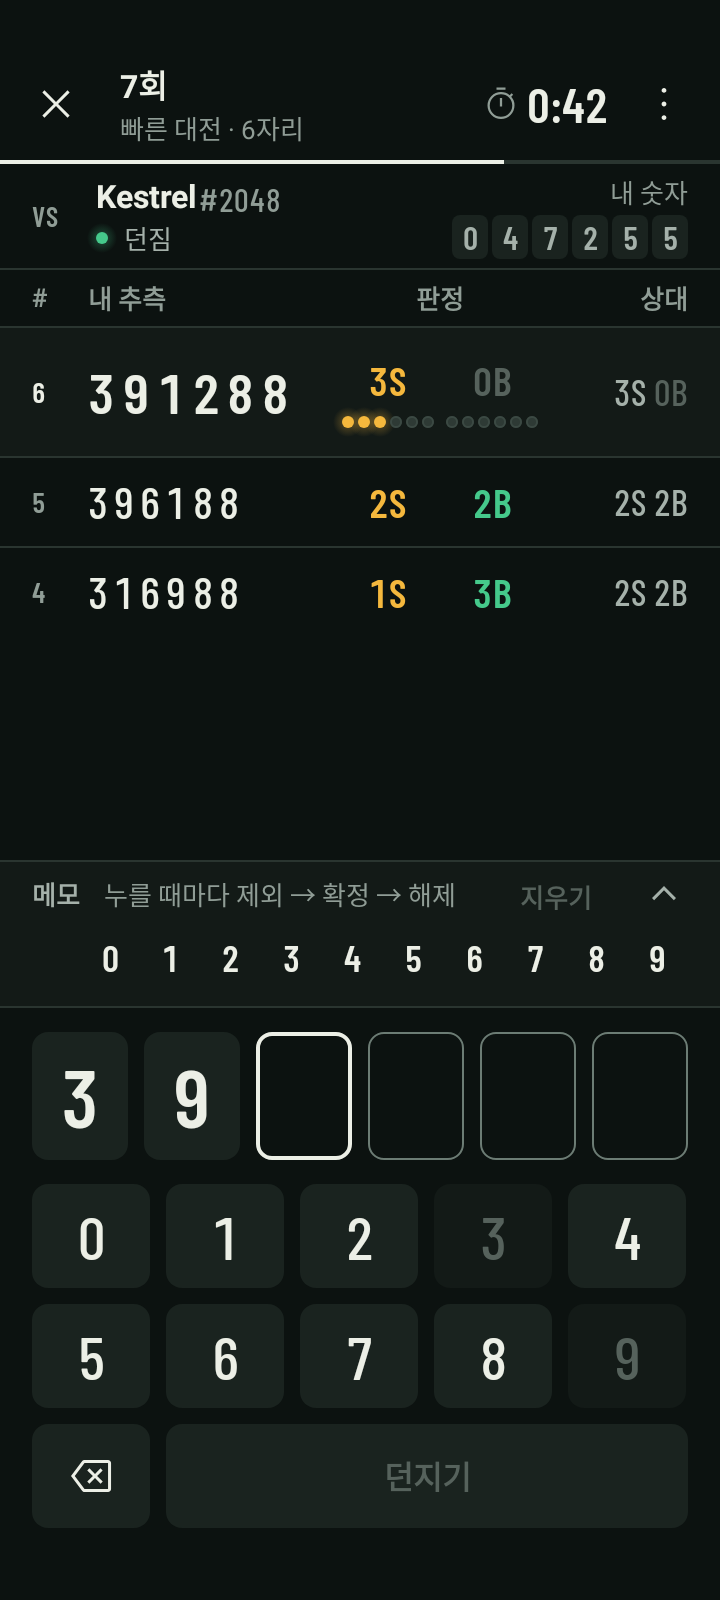 7회
빠른 대전 · 6자리
0:42
VS
Kestrel #2048
던짐
내 숫자
0 4 7 2 5 5
# 내 추측 판정 상대
6 391288 3S 0B 3S 0B
5 396188 2S 2B 2S 2B
4 316988 1S 3B 2S 2B
메모 누를 때마다 제외 → 확정 → 해제 지우기
0 1 2 3 4 5 6 7 8 9
3 9
0 1 2 3 4
5 6 7 8 9
던지기